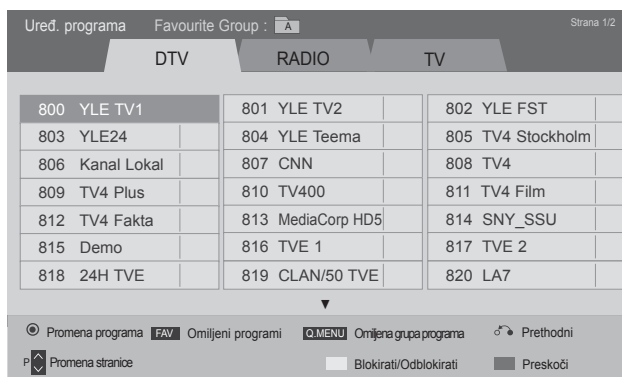 Uređ. programa Favourite Group : A Strana 1/2
DTV RADIO TV
800 YLE TV1 801 YLE TV2 802 YLE FST
803 YLE24 804 YLE Teema 805 TV4 Stockholm
806 Kanal Lokal 807 CNN 808 TV4
809 TV4 Plus 810 TV400 811 TV4 Film
812 TV4 Fakta 813 MediaCorp HD5 814 SNY_SSU
815 Demo 816 TVE 1 817 TVE 2
818 24H TVE 819 CLAN/50 TVE 820 LA7
Promena programa FAV Omiljeni programi Q.MENU Omiljena grupa programa Prethodni
P Promena stranice Blokirati/Odblokirati Preskoči